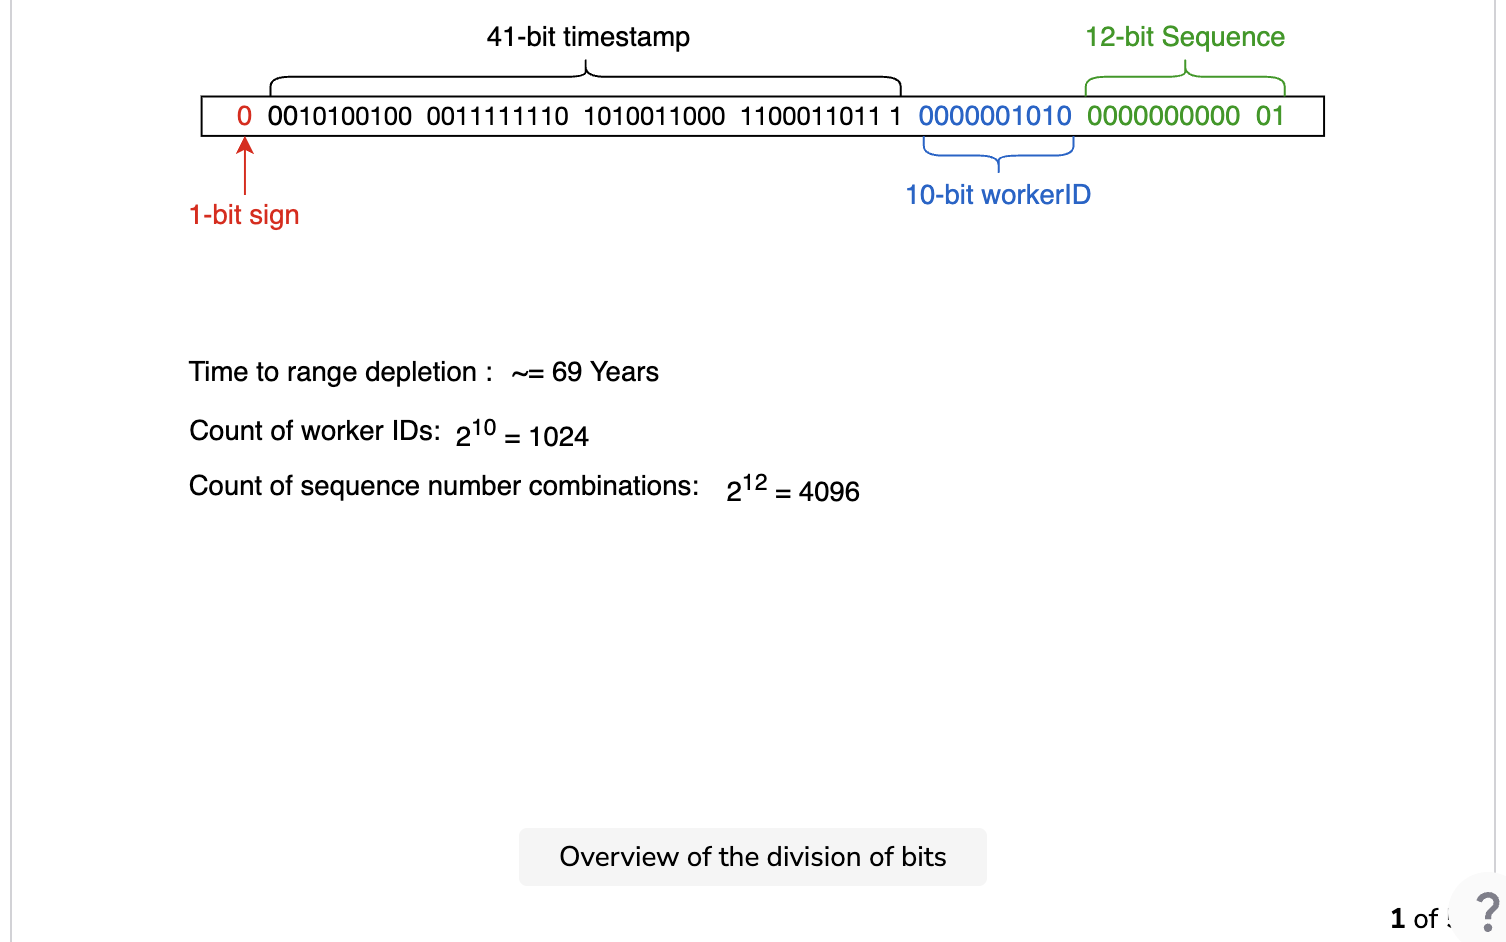 41-bit timestamp
12-bit Sequence
0 0010100100 0011111110 1010011000 1100011011 1 0000001010 0000000000 01
10-bit workerID
1-bit sign
Time to range depletion : ~= 69 Years
Count of worker IDs: 2^10 = 1024
Count of sequence number combinations: 2^12 = 4096
Overview of the division of bits
1 of
?